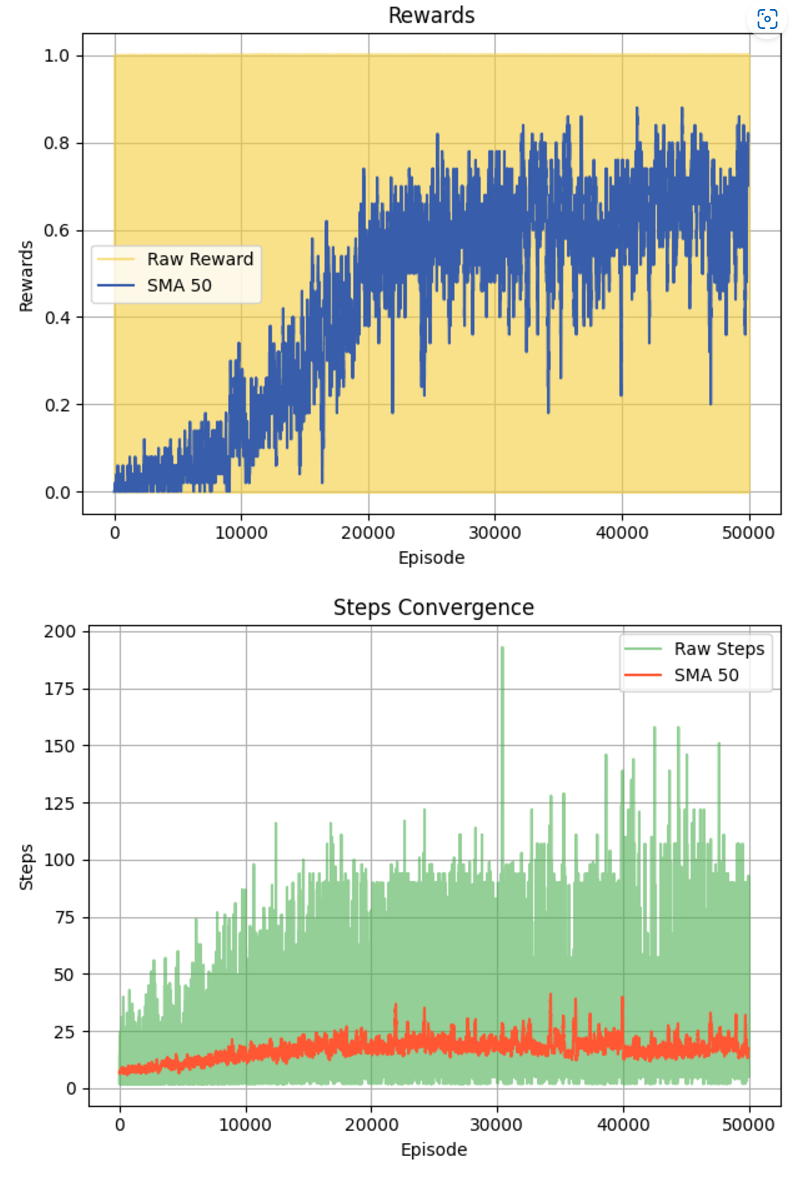 Rewards
1.0
0.8
0.6
0.4
0.2
0.0
Rewards
Raw Reward
SMA 50
0 10000 20000 30000 40000 50000
Episode
Steps Convergence
200
175
150
125
100
75
50
25
0
Steps
Raw Steps
SMA 50
0 10000 20000 30000 40000 50000
Episode